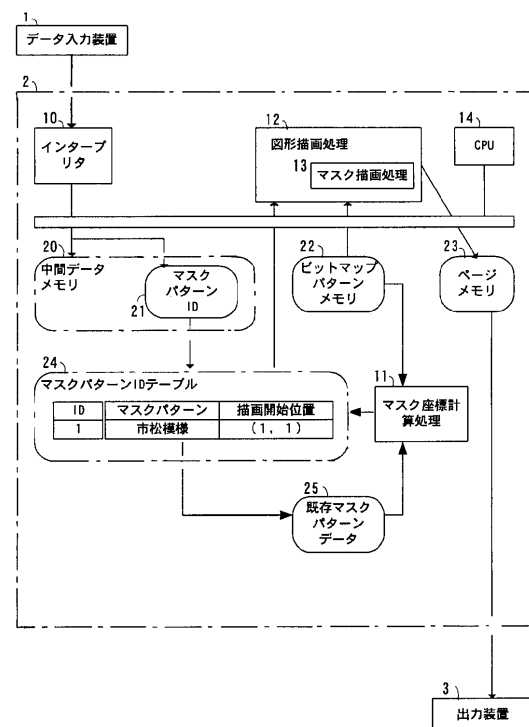 1
データ入力装置
2
10
インタープ
リタ
12
図形描画処理
13
マスク描画処理
14
CPU
20
中間データ
メモリ
21
マスク
パターン
ID
22
ビットマップ
パターン
メモリ
23
ページ
メモリ
24
マスクパターンIDテーブル
ID マスクパターン 描画開始位置
1 市松模様 (1, 1)
11
マスク座標計
算処理
25
既存マスク
パターン
データ
3
出力装置